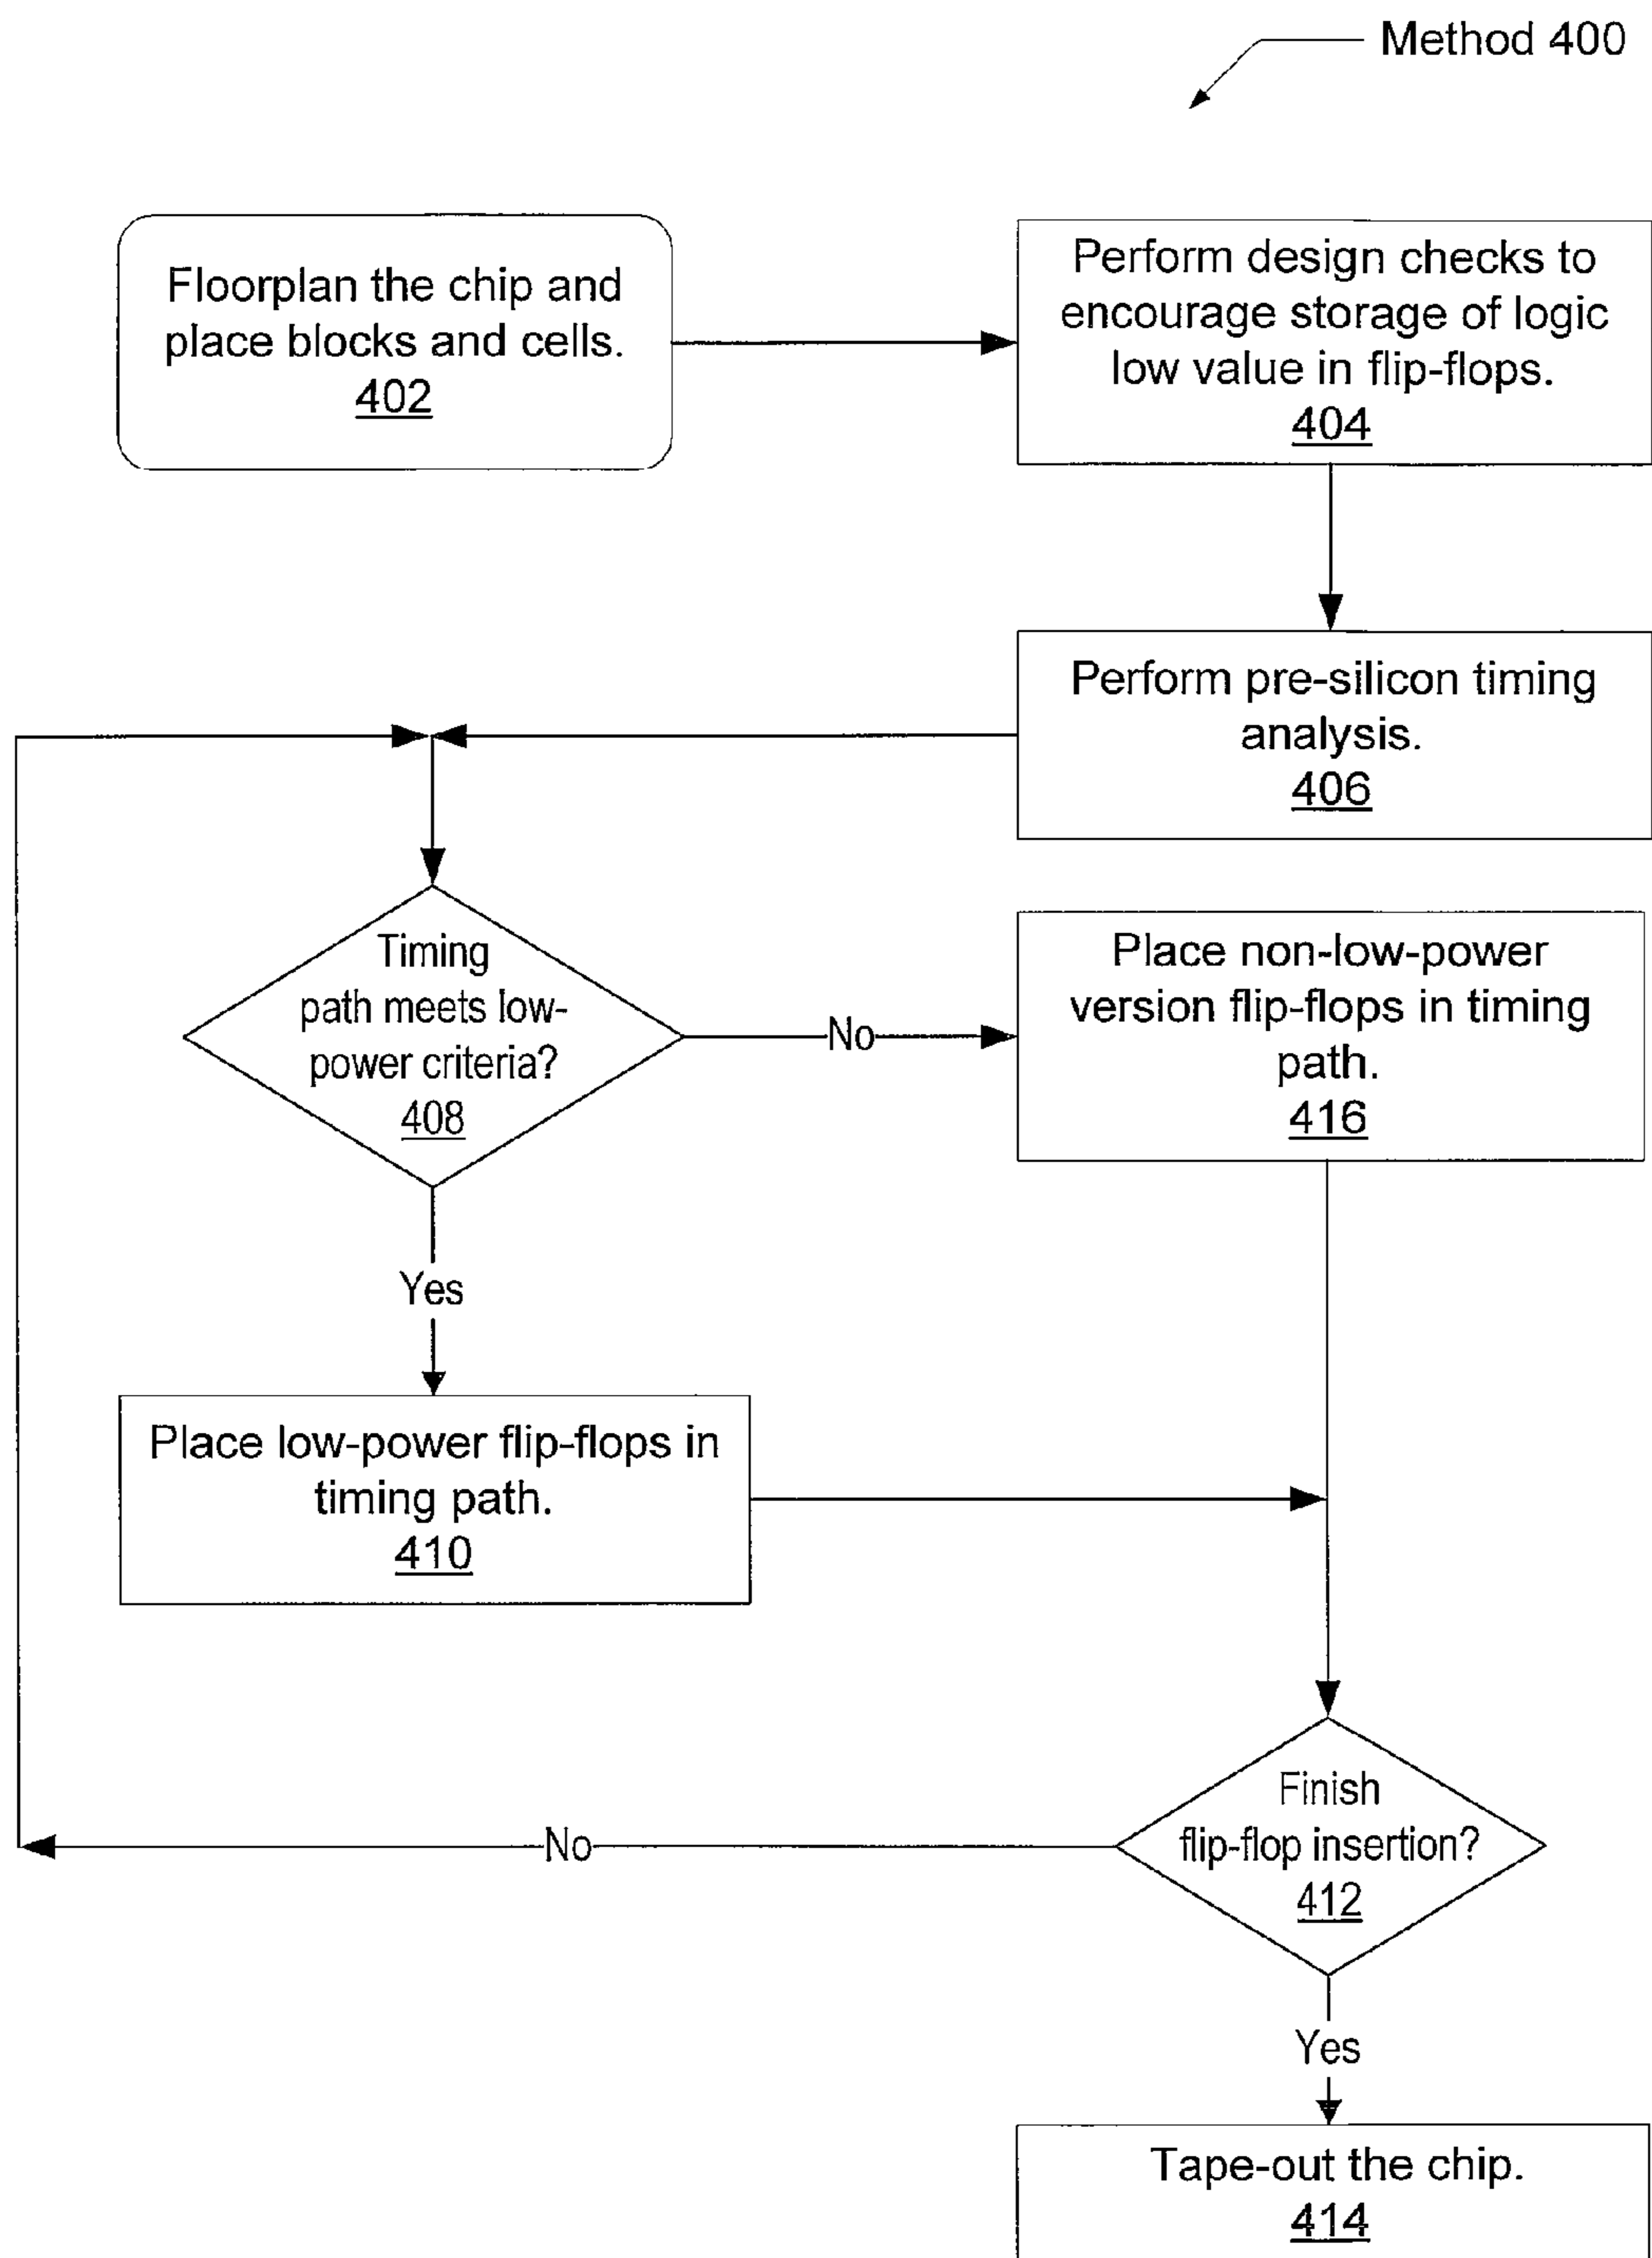 Method 400
Floorplan the chip and
place blocks and cells.
402
Perform design checks to
encourage storage of logic
low value in flip-flops.
404
Perform pre-silicon timing
analysis.
406
Timing
path meets low-
power criteria?
408
No
Place non-low-power
version flip-flops in timing
path.
416
Yes
Place low-power flip-flops in
timing path.
410
Finish
flip-flop insertion?
412
No
Yes
Tape-out the chip.
414